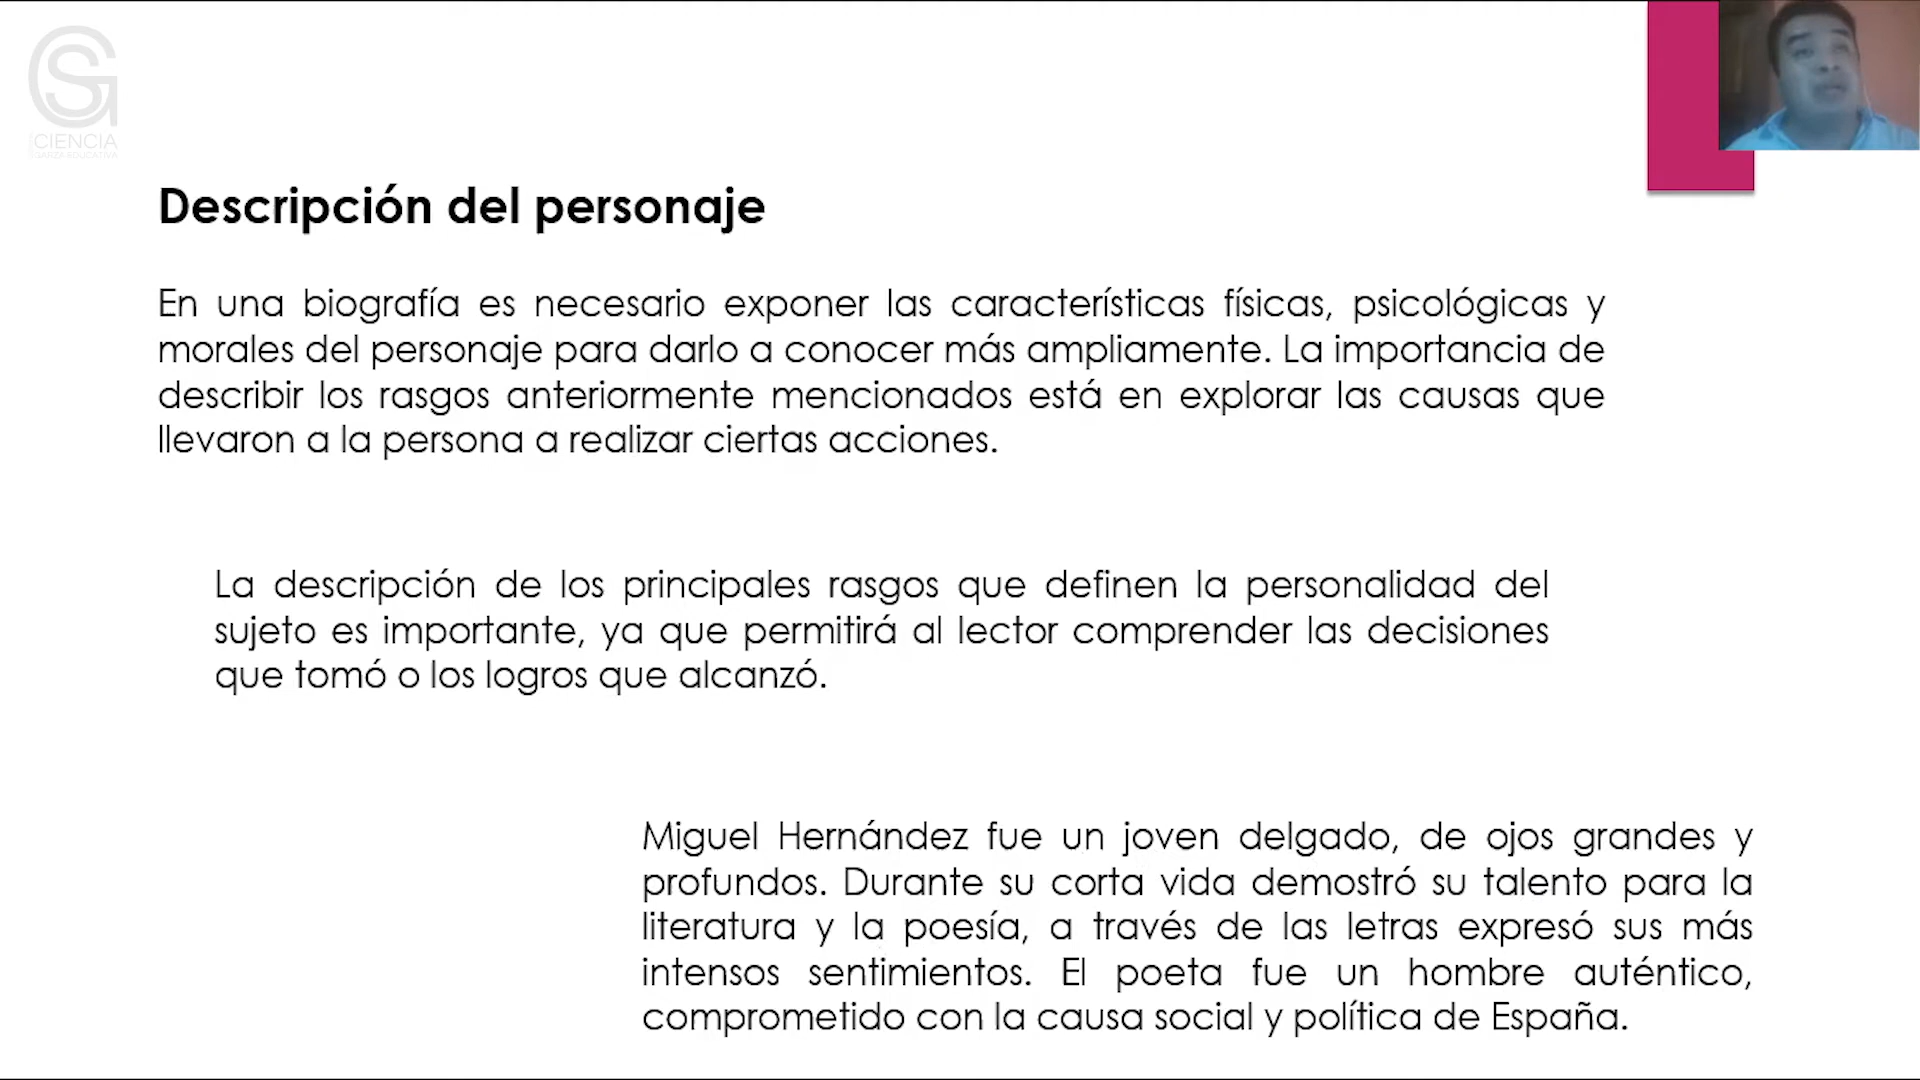 CIENCIA
GARZA EDUCATIVA
Descripción del personaje
En una biografía es necesario exponer las características físicas, psicológicas y
morales del personaje para darlo a conocer más ampliamente. La importancia de
describir los rasgos anteriormente mencionados está en explorar las causas que
llevaron a la persona a realizar ciertas acciones.
La descripción de los principales rasgos que definen la personalidad del
sujeto es importante, ya que permitirá al lector comprender las decisiones
que tomó o los logros que alcanzó.
Miguel Hernández fue un joven delgado, de ojos grandes y
profundos. Durante su corta vida demostró su talento para la
literatura y la poesía, a través de las letras expresó sus más
intensos sentimientos. El poeta fue un hombre auténtico,
comprometido con la causa social y política de España.